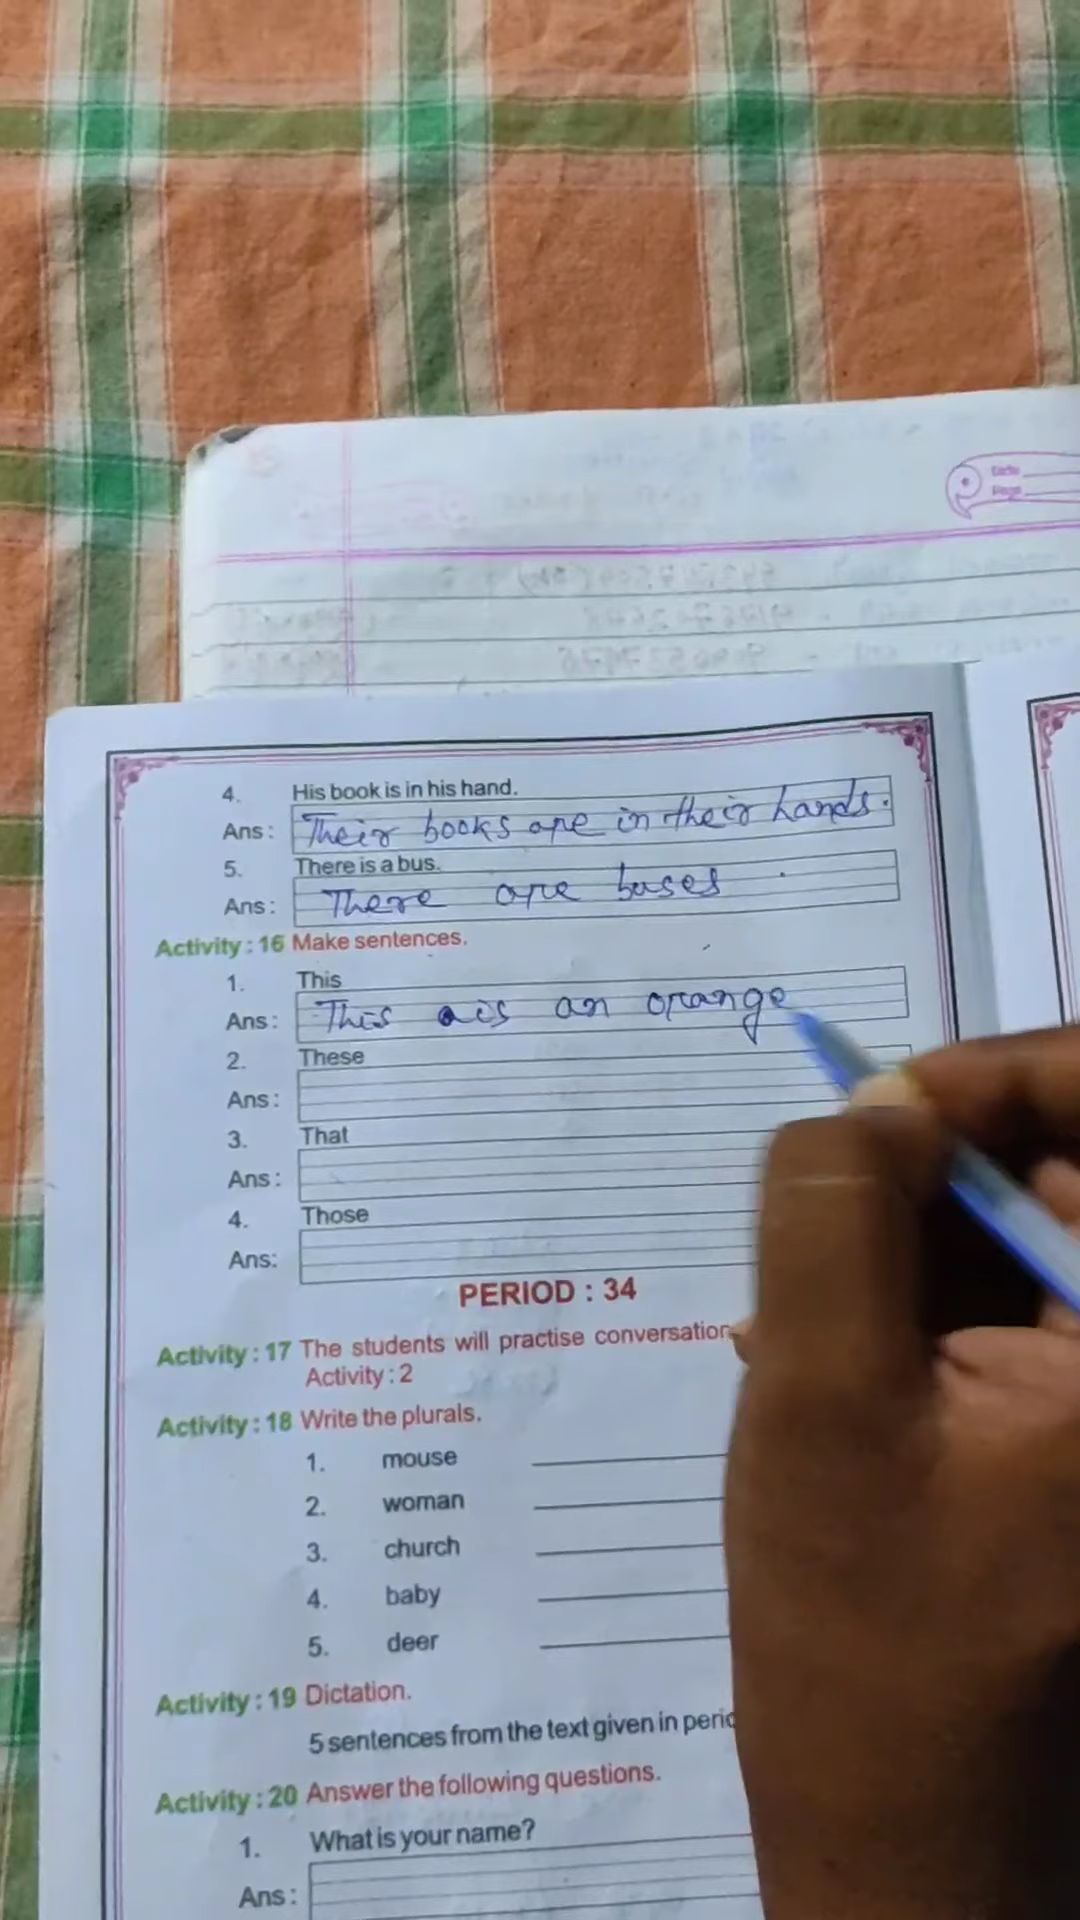 Date
Page
4. His book is in his hand.
Ans : Their books are in their hands.
5. There is a bus.
Ans : There are buses .
Activity : 16 Make sentences.
1. This
Ans : This is an orange
2. These
Ans :
3. That
Ans :
4. Those
Ans:
PERIOD : 34
Activity : 17 The students will practise conversation
Activity : 2
Activity : 18 Write the plurals.
1. mouse
2. woman
3. church
4. baby
5. deer
Activity : 19 Dictation.
5 sentences from the text given in
Activity : 20 Answer the following questions.
1. What is your name?
Ans :